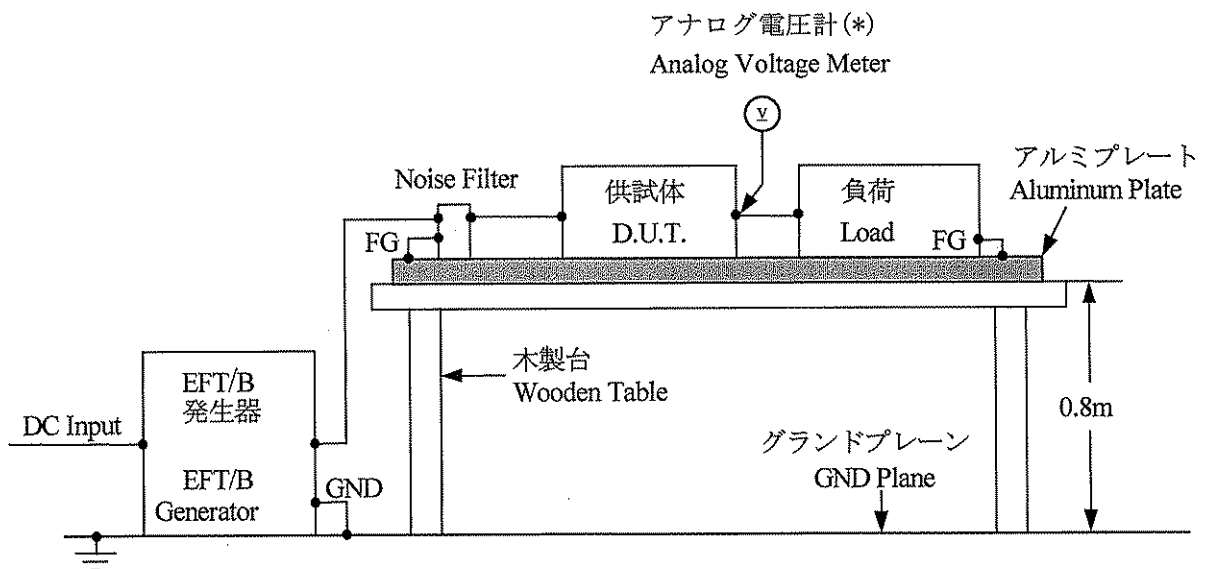 アナログ電圧計(*)
Analog Voltage Meter
V
アルミプレート
Aluminum Plate
Noise Filter
供試体
D.U.T.
負荷
Load
FG
FG
EFT/B
発生器
EFT/B
Generator
DC Input
GND
木製台
Wooden Table
グランドプレーン
GND Plane
0.8m